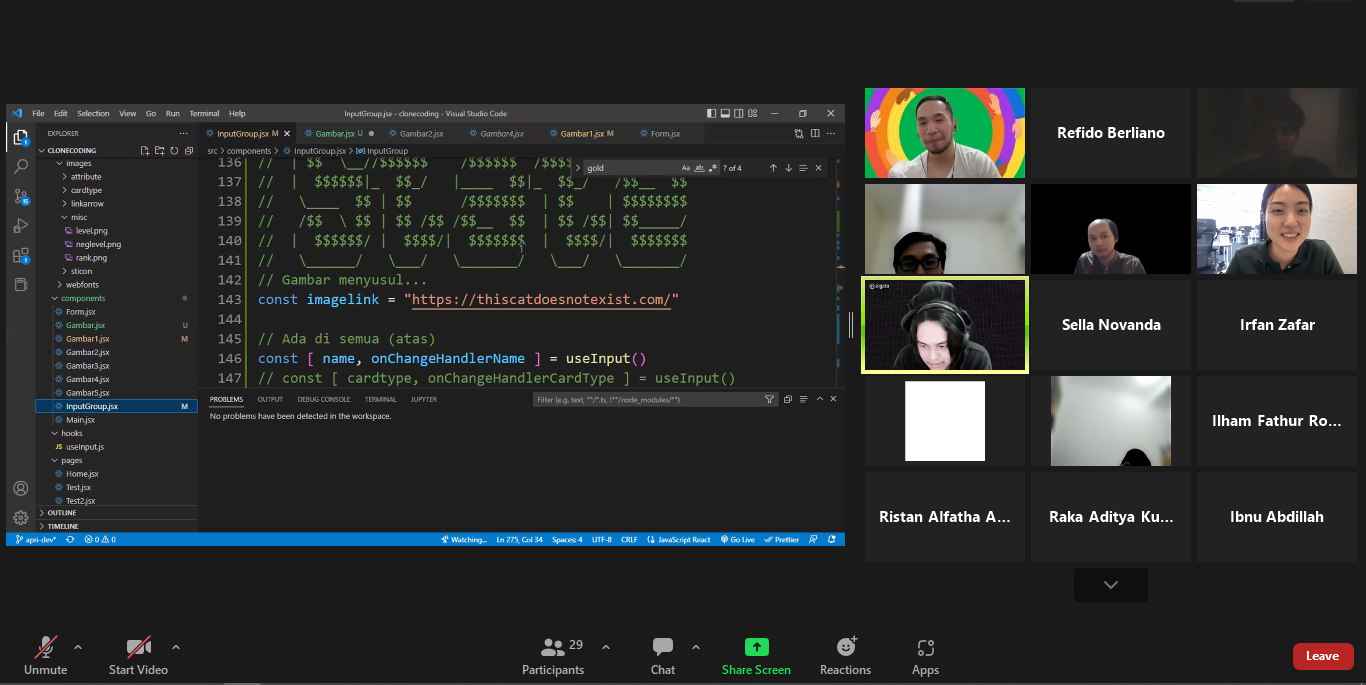 File Edit Selection View Go Run Terminal Help
InputGroup.jsx - clonecoding - Visual Studio Code
EXPLORER
InputGroup.jsx M
Gambar.jsx U
Gambar2.jsx
Gambar4.jsx
Gambar1.jsx M
Form.jsx
CLONECODING
src > components > InputGroup.jsx > InputGroup
gold
Aa ab
? of 4
images
attribute
cardtype
linkarrow
misc
level.png
neglevel.png
rank.png
sticon
webfonts
components
Form.jsx
Gambar.jsx U
Gambar1.jsx M
Gambar2.jsx
Gambar3.jsx
Gambar4.jsx
Gambar5.jsx
InputGroup.jsx M
Main.jsx
hooks
JS useInput.js
pages
Home.jsx
Test.jsx
Test2.jsx
OUTLINE
TIMELINE
136 // | $$ \__//$$$$$$ /$$$$$$ /$$$$
137 // | $$$$$$|_ $$_/ |____ $$|_ $$_/ /$$__ $$
138 // \____ $$ | $$ /$$$$$$$ | $$ | $$$$$$$$
139 // /$$ \ $$ | $$ /$$ /$$__ $$ | $$ /$$| $$_____/
140 // | $$$$$$/ | $$$$/| $$$$$$$ | $$$$/| $$$$$$$
141 // \______/ \___/ \_______/ \___/ \_______/
142 // Gambar menyusul...
143 const imagelink = "https://thiscatdoesnotexist.com/"
144
145 // Ada di semua (atas)
146 const [ name, onChangeHandlerName ] = useInput()
147 // const [ cardtype, onChangeHandlerCardType ] = useInput()
PROBLEMS OUTPUT DEBUG CONSOLE TERMINAL JUPYTER
Filter (e.g. text, **/*.ts, !**/node_modules/**)
No problems have been detected in the workspace.
apri-dev* 0 0
Watching... Ln 275, Col 34 Spaces: 4 UTF-8 CRLF JavaScript React Go Live Prettier
Refido Berliano
elgato
Sella Novanda
Irfan Zafar
Ilham Fathur Ro...
Ristan Alfatha A...
Raka Aditya Ku...
Ibnu Abdillah
Unmute
Start Video
29
Participants
Chat
Share Screen
Reactions
Apps
Leave